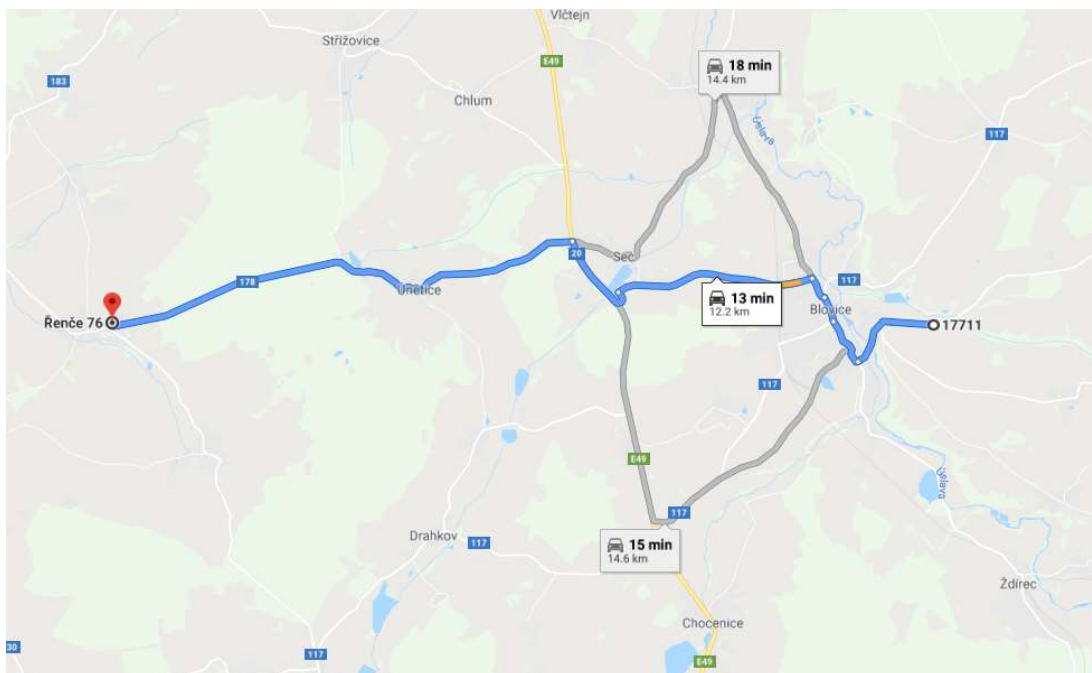 Vlčtejn
Střížovice
E49
18 min
14.4 km
183
Chlum
Úslava
117
20
Seč
178
Únětice
117
13 min
12.2 km
Blovice
Řenče 76
17711
117
E49
Úslava
117
Drahkov
117
15 min
14.6 km
Ždírec
Chocenice
117
30
E49